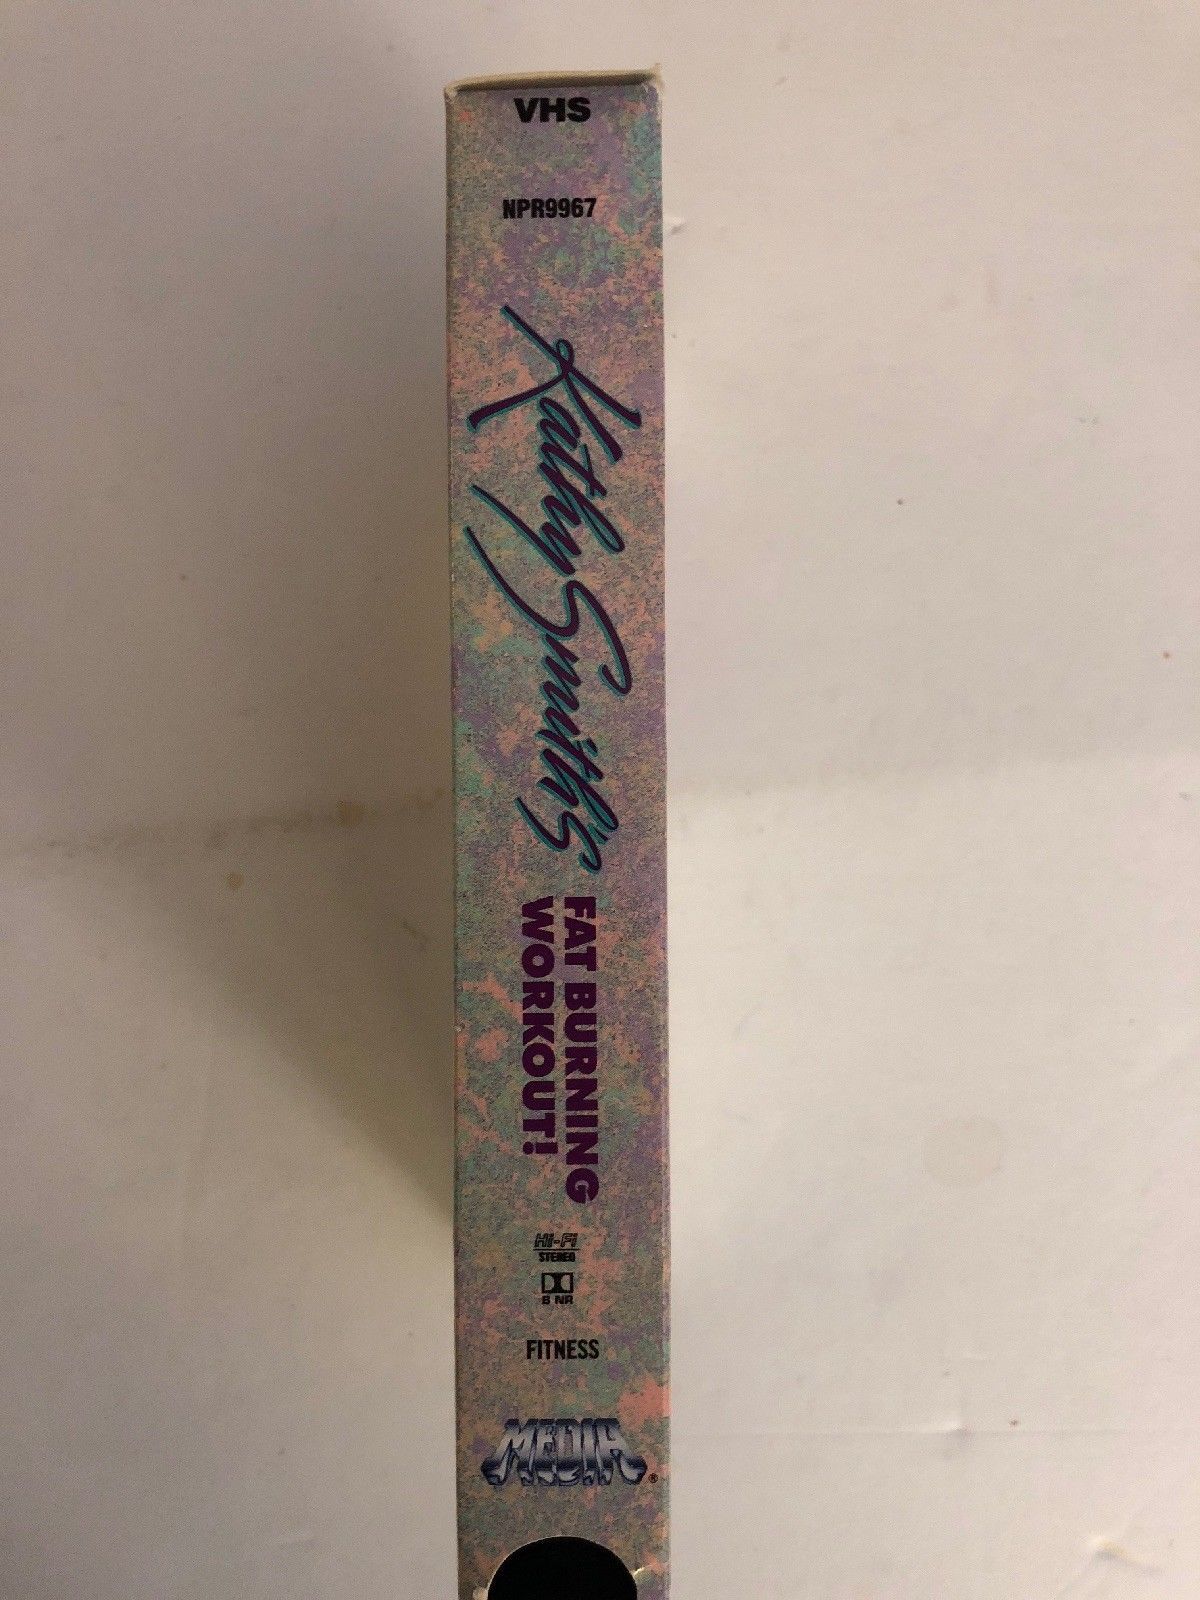 VHS
NPR9967
Kathy Smith's
FAT BURNING
WORKOUT!
Hi-Fi
STEREO
B NR
FITNESS
MEDIA®